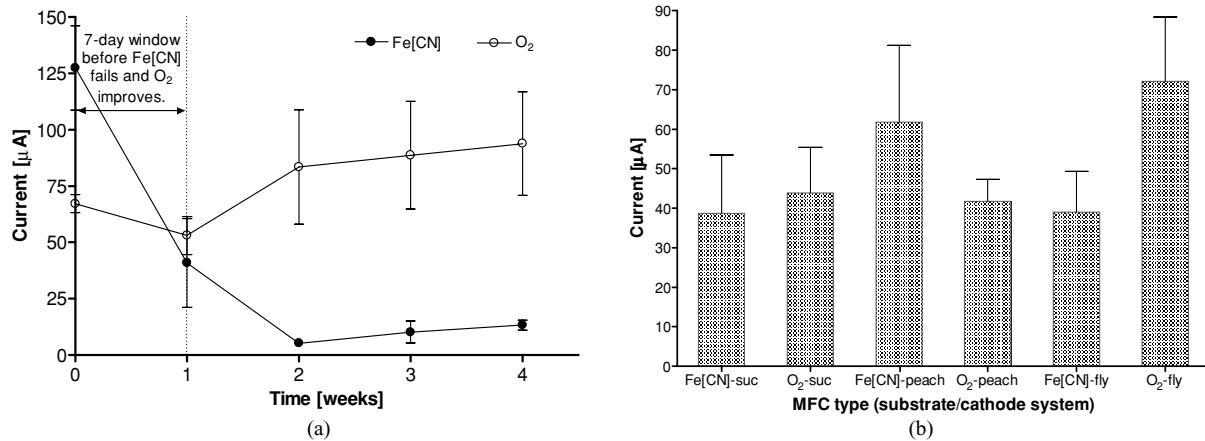 150
125
100
75
50
25
0
Current [μA]
7-day window
before Fe[CN]
fails and O₂
improves.
Fe[CN]
O₂
0 1 2 3 4
Time [weeks]
(a)
90
80
70
60
50
40
30
20
10
0
Current [μA]
Fe[CN]-suc O₂-suc Fe[CN]-peach O₂-peach Fe[CN]-fly O₂-fly
MFC type (substrate/cathode system)
(b)